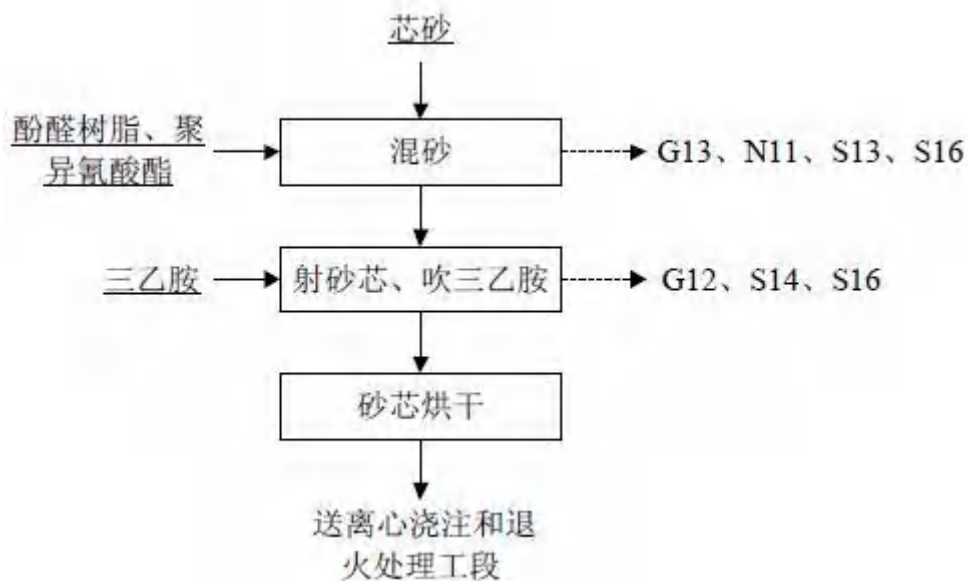 芯砂
酚醛树脂、聚
异氰酸酯
混砂
G13、N11、S13、S16
三乙胺
射砂芯、吹三乙胺
G12、S14、S16
砂芯烘干
送离心浇注和退
火处理工段